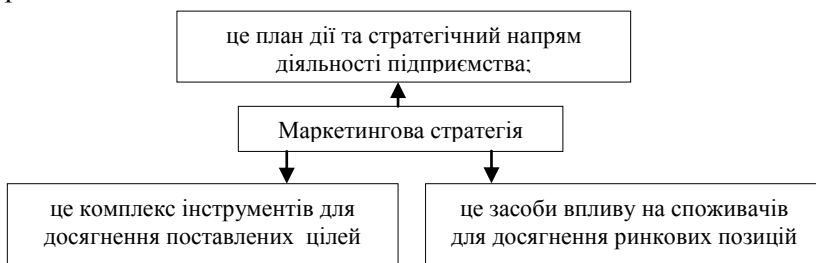 це план дії та стратегічний напрям
діяльності підприємства;
Маркетингова стратегія
це комплекс інструментів для
досягнення поставлених цілей
це засоби впливу на споживачів
для досягнення ринкових позицій